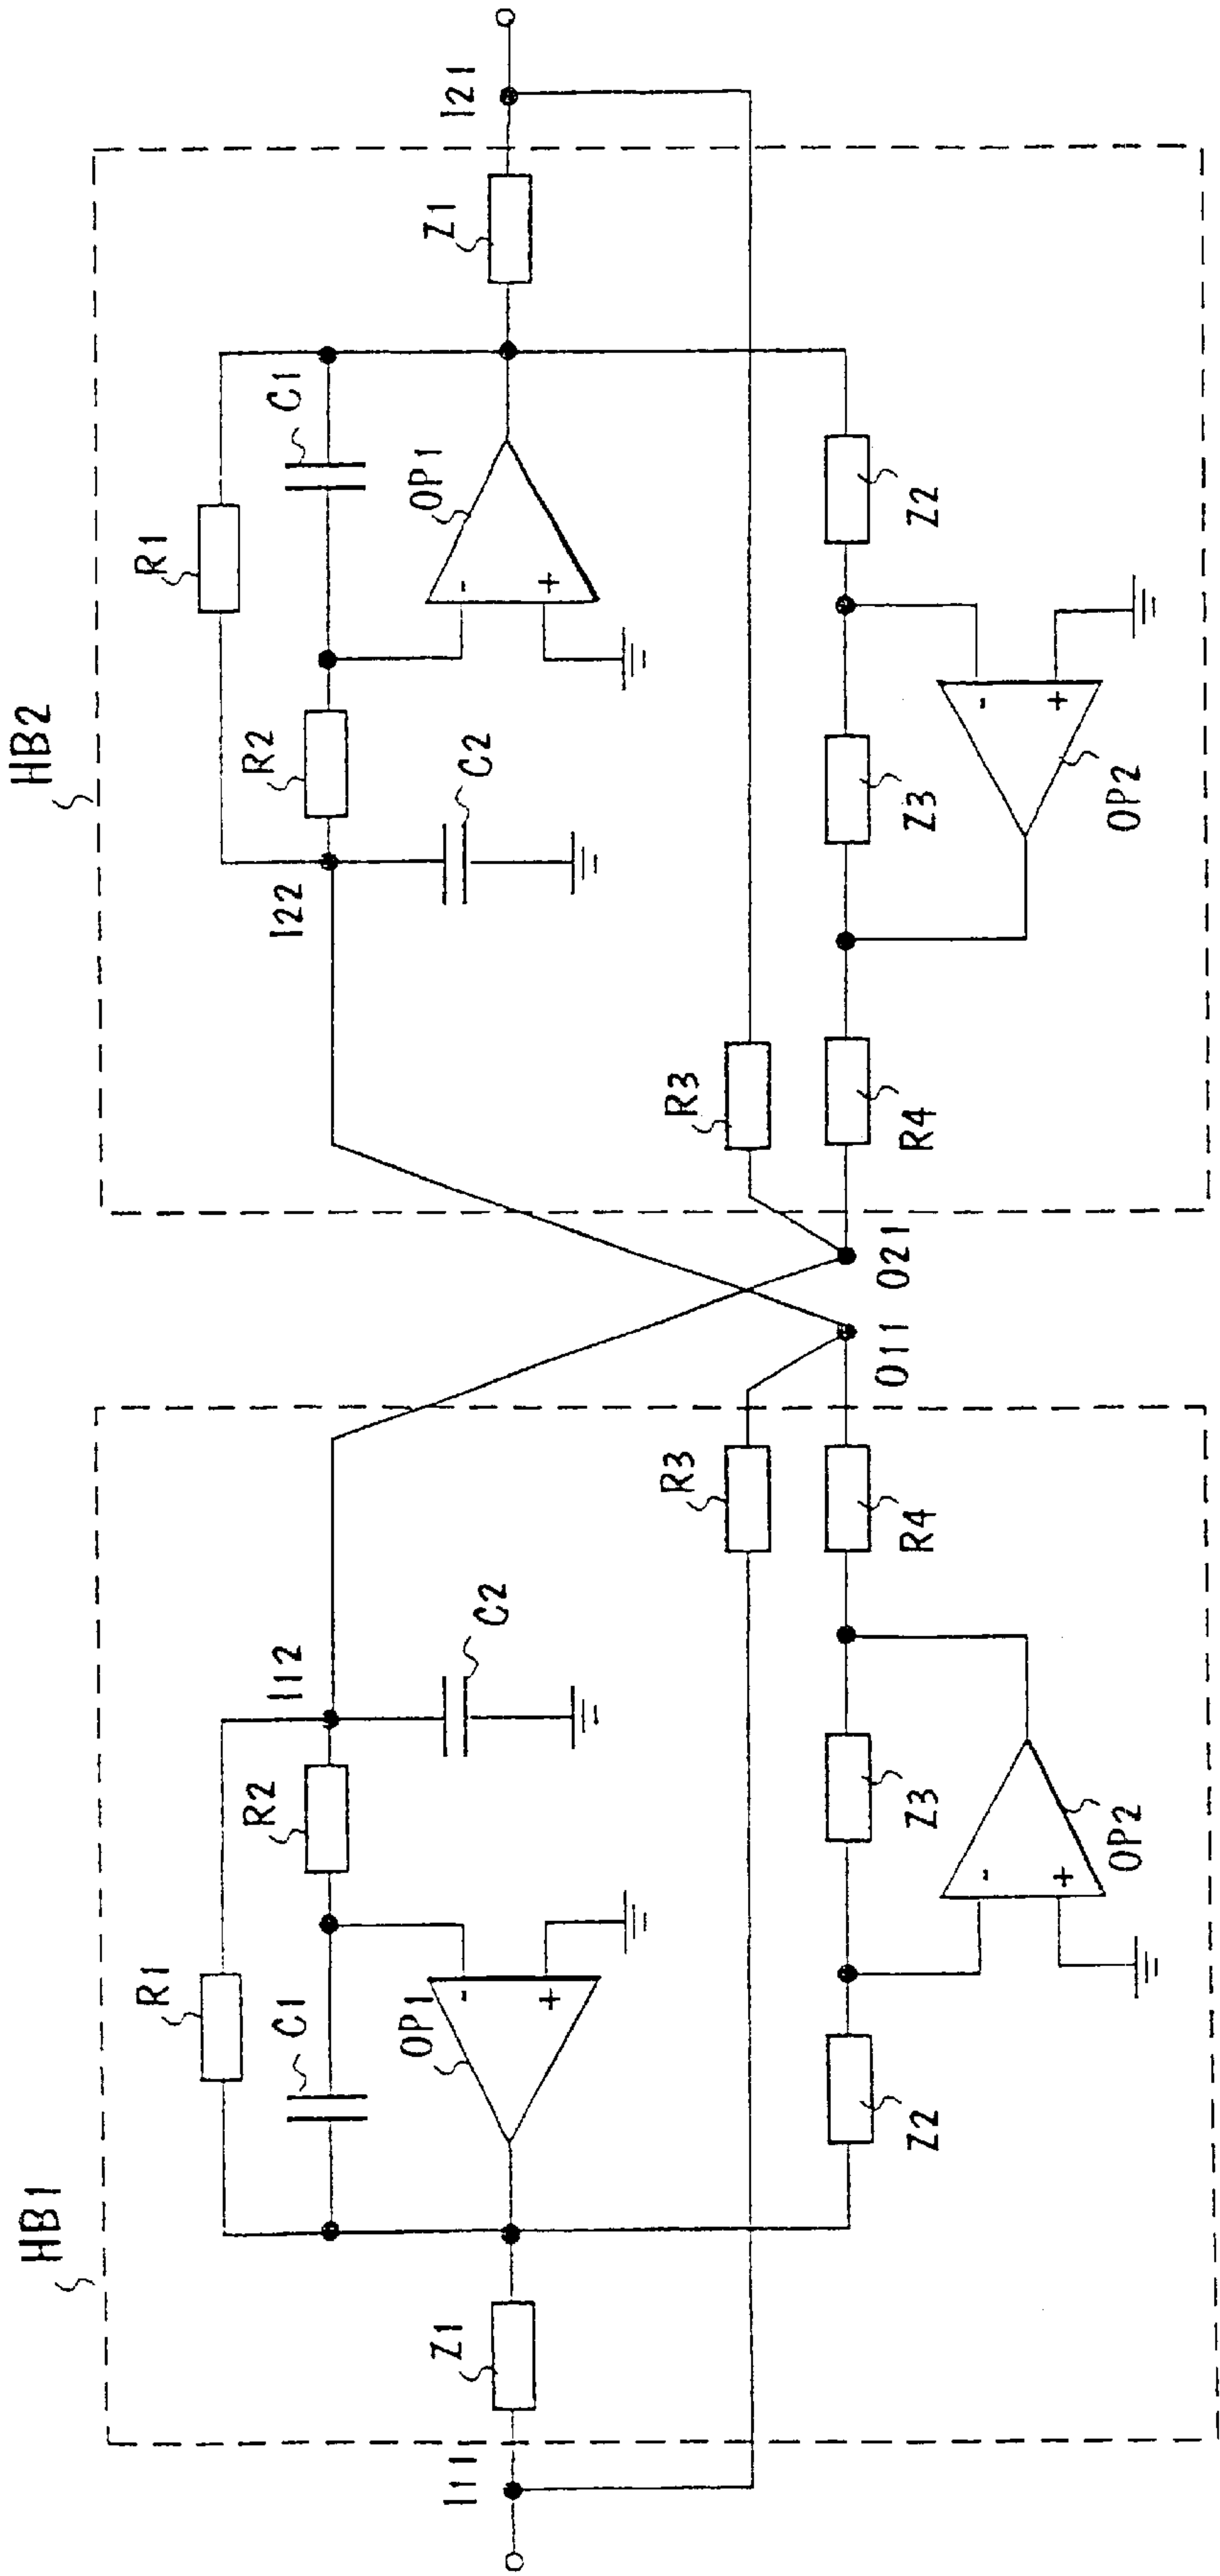 HB1
HB2
R1
R1
C1
R2
I12
I22
R2
C1
C2
C2
OP1
-
+
OP1
-
+
I11
Z1
Z1
I21
R3
R3
O11
O21
Z2
Z3
R4
R4
Z3
Z2
-
+
OP2
-
+
OP2